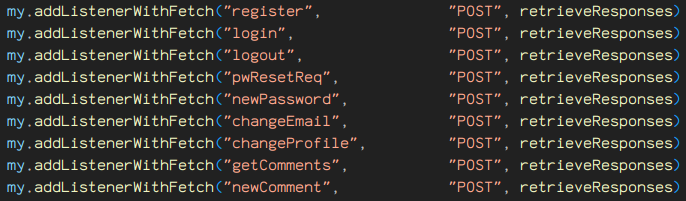 my.addListenerWithFetch("register",              "POST", retrieveResponses)
my.addListenerWithFetch("login",                 "POST", retrieveResponses)
my.addListenerWithFetch("logout",                "POST", retrieveResponses)
my.addListenerWithFetch("pwResetReq",            "POST", retrieveResponses)
my.addListenerWithFetch("newPassword",           "POST", retrieveResponses)
my.addListenerWithFetch("changeEmail",           "POST", retrieveResponses)
my.addListenerWithFetch("changeProfile",         "POST", retrieveResponses)
my.addListenerWithFetch("getComments",           "POST", retrieveResponses)
my.addListenerWithFetch("newComment",            "POST", retrieveResponses)